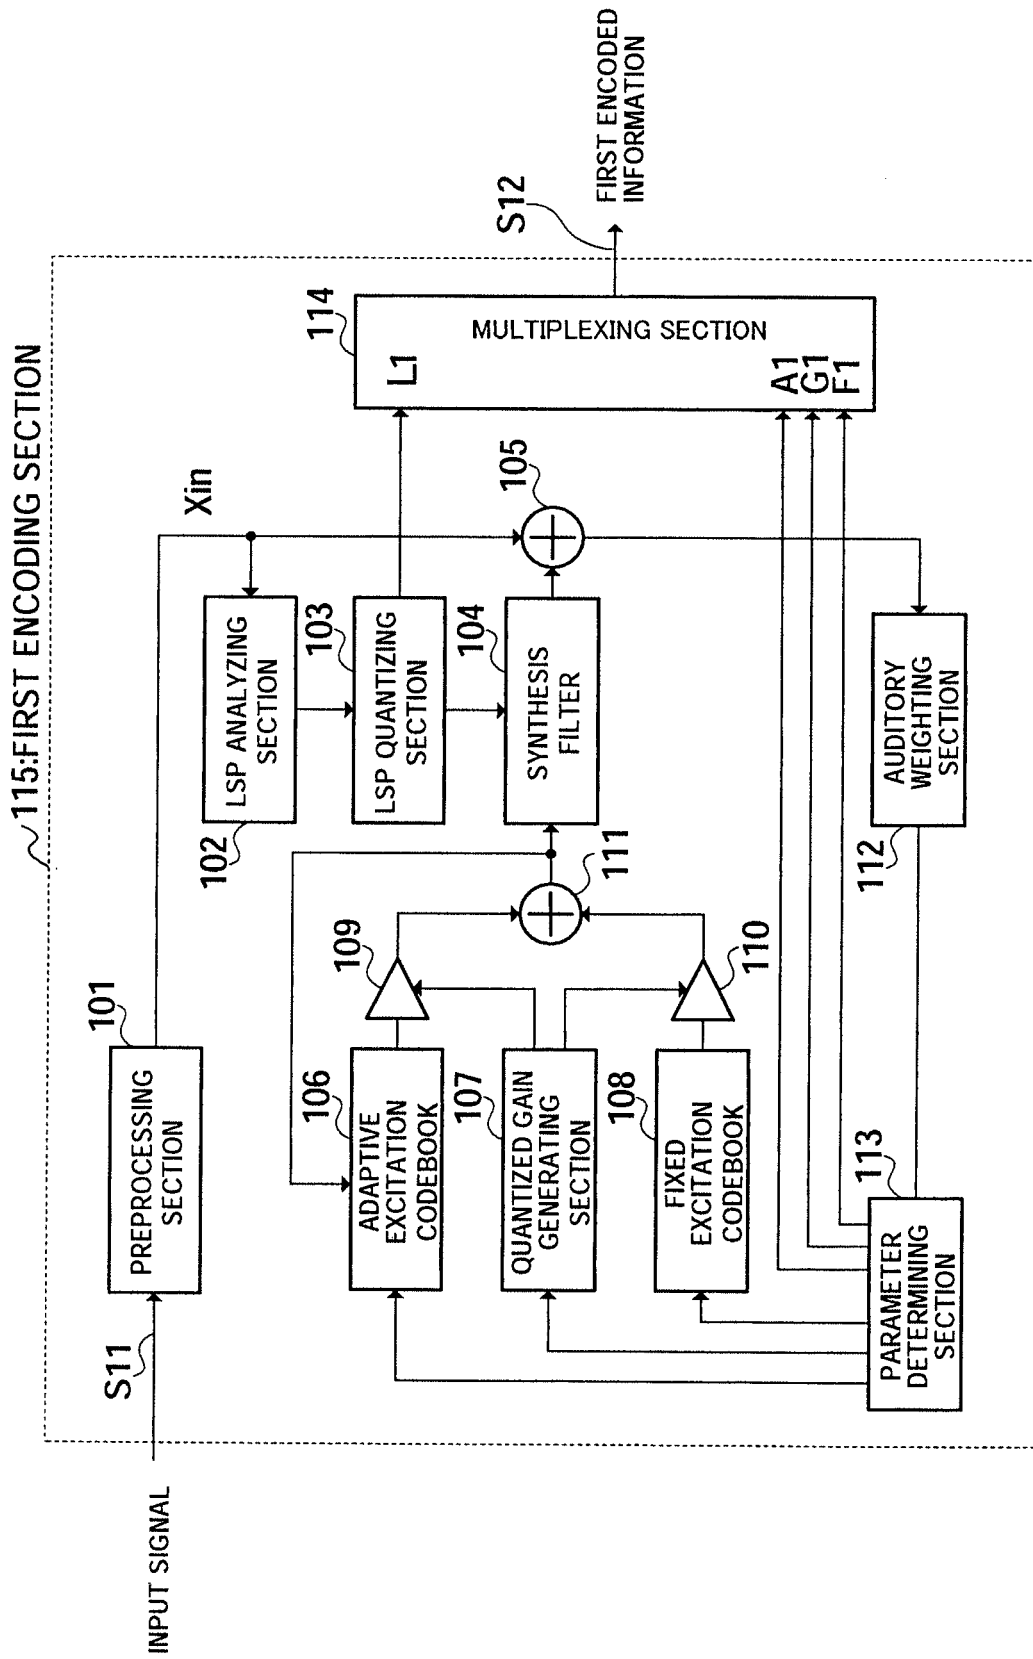 115:FIRST ENCODING SECTION
INPUT SIGNAL
S11
101
PREPROCESSING
SECTION
Xin
102
LSP ANALYZING
SECTION
103
LSP QUANTIZING
SECTION
104
SYNTHESIS
FILTER
105
106
ADAPTIVE
EXCITATION
CODEBOOK
107
QUANTIZED GAIN
GENERATING
SECTION
108
FIXED
EXCITATION
CODEBOOK
109
110
111
112
AUDITORY
WEIGHTING
SECTION
113
PARAMETER
DETERMINING
SECTION
114
MULTIPLEXING SECTION
L1
A1
G1
F1
S12
FIRST ENCODED
INFORMATION